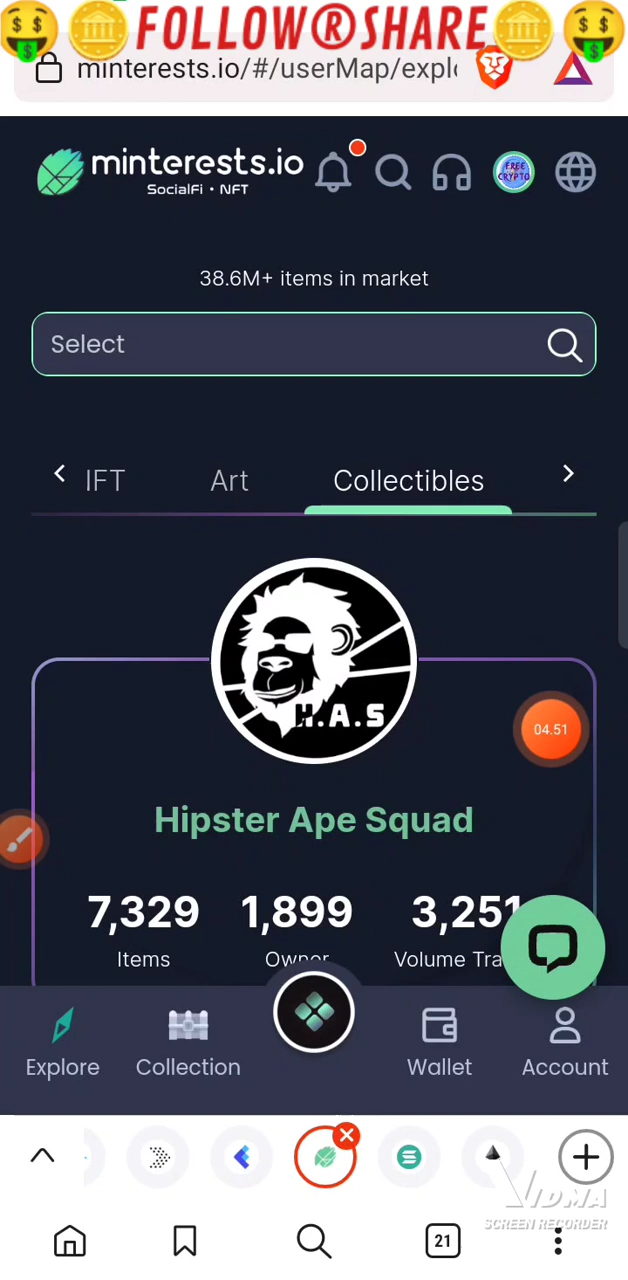 FOLLOW®SHARE
minterests.io/#/userMap/expl
minterests.io
SocialFi • NFT
FREE
CRYPTO
38.6M+ items in market
Select
IFT
Art
Collectibles
H.A.S
04.51
Hipster Ape Squad
7,329
1,899
3,251
Items
Owner
Volume Tra
Explore
Collection
Wallet
Account
VIDMA
SCREEN RECORDER
21